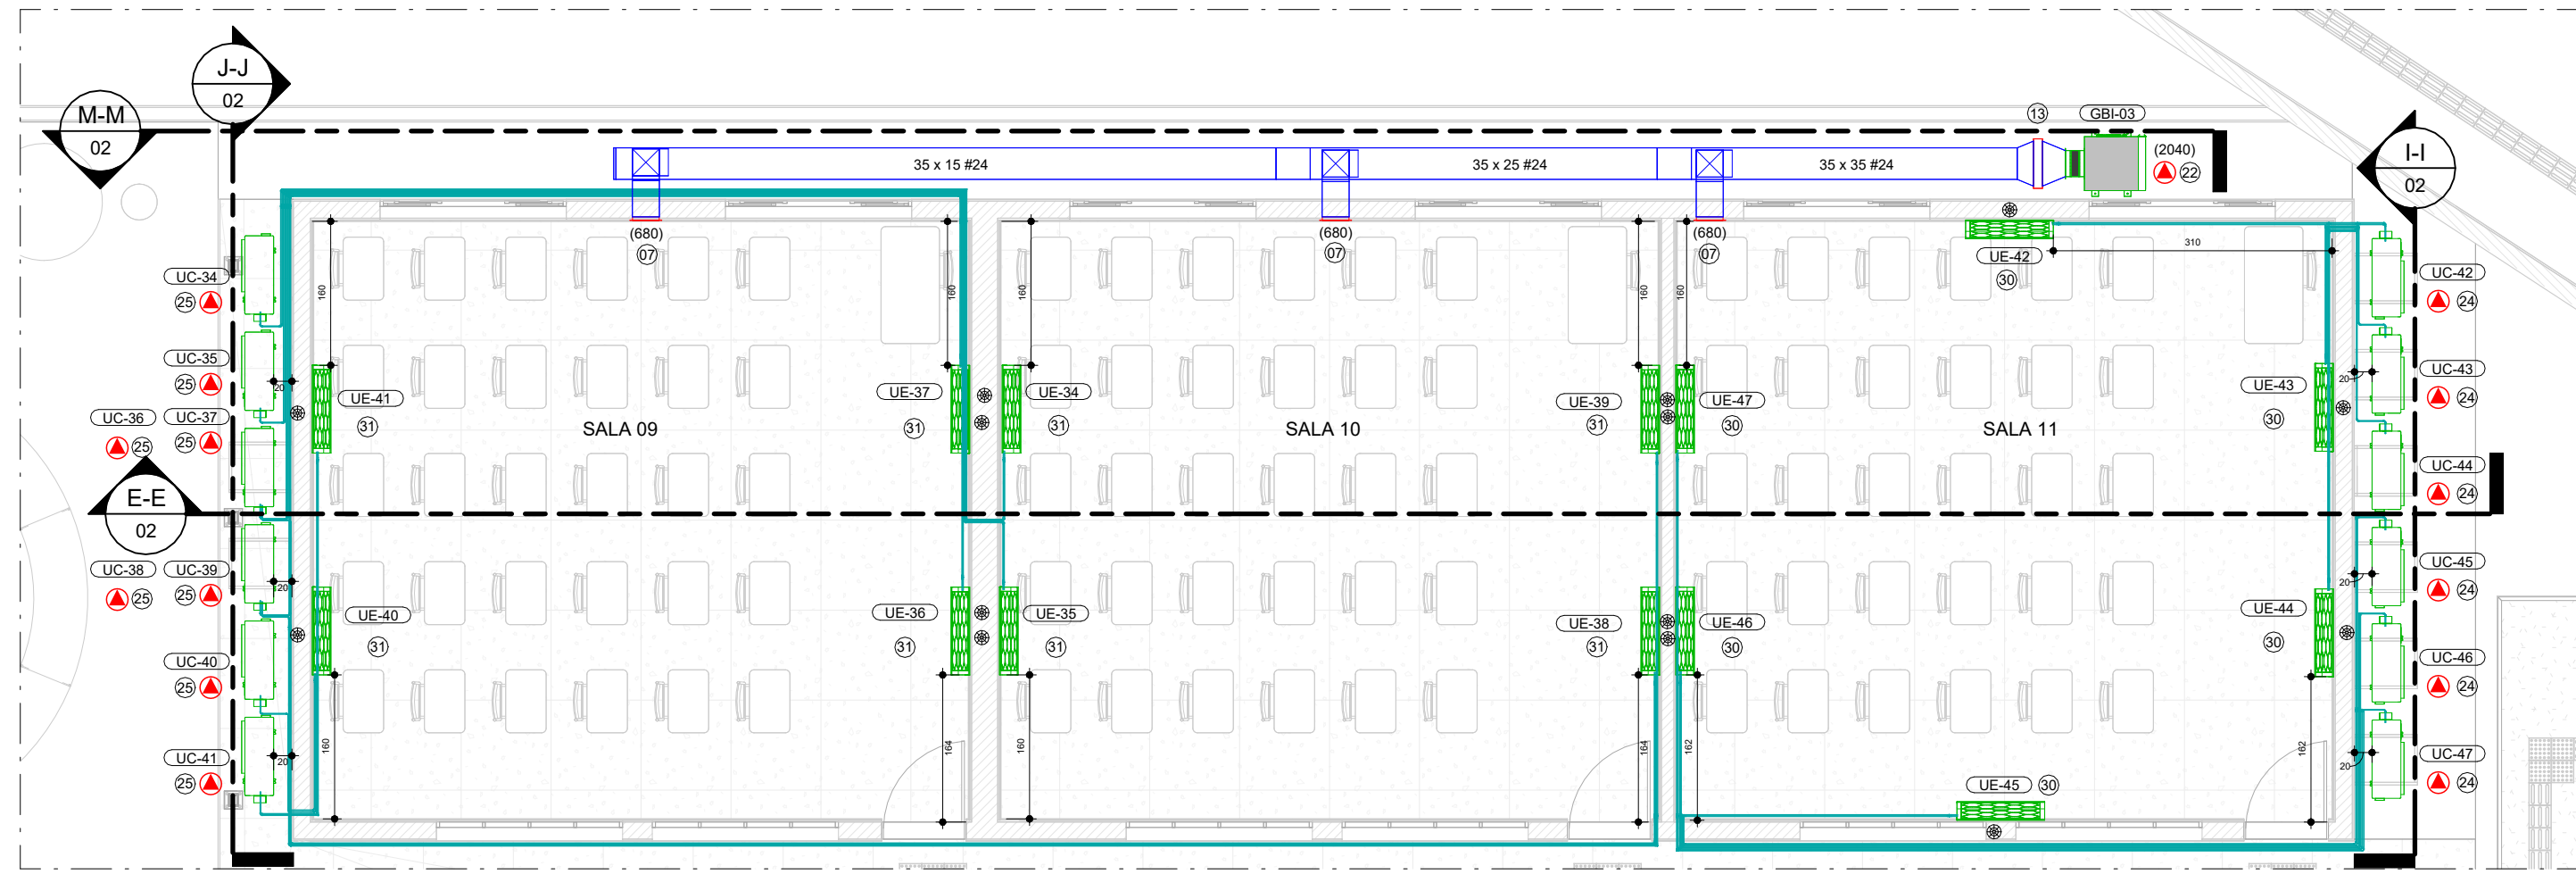 J-J
02
M-M
02
13
GBI-03
(2040)
22
35 x 15 #24
35 x 25 #24
35 x 35 #24
I-I
02
(680)
07
(680)
07
(680)
07
310
UE-42
30
UC-34
25
160
160
160
160
160
UC-42
24
UC-35
25
20
UE-41
31
UE-37
31
UE-34
31
UE-39
31
UE-47
30
UE-43
30
20
UC-43
24
UC-36
25
UC-37
25
SALA 09
SALA 10
SALA 11
UC-44
24
E-E
02
UC-38
25
UC-39
25
20
UE-40
31
UE-36
31
UE-35
31
UE-38
31
UE-46
30
UE-44
30
20
UC-45
24
UC-40
25
UC-46
24
UC-41
25
20
160
164
160
164
162
162
UE-45
30
20
UC-47
24